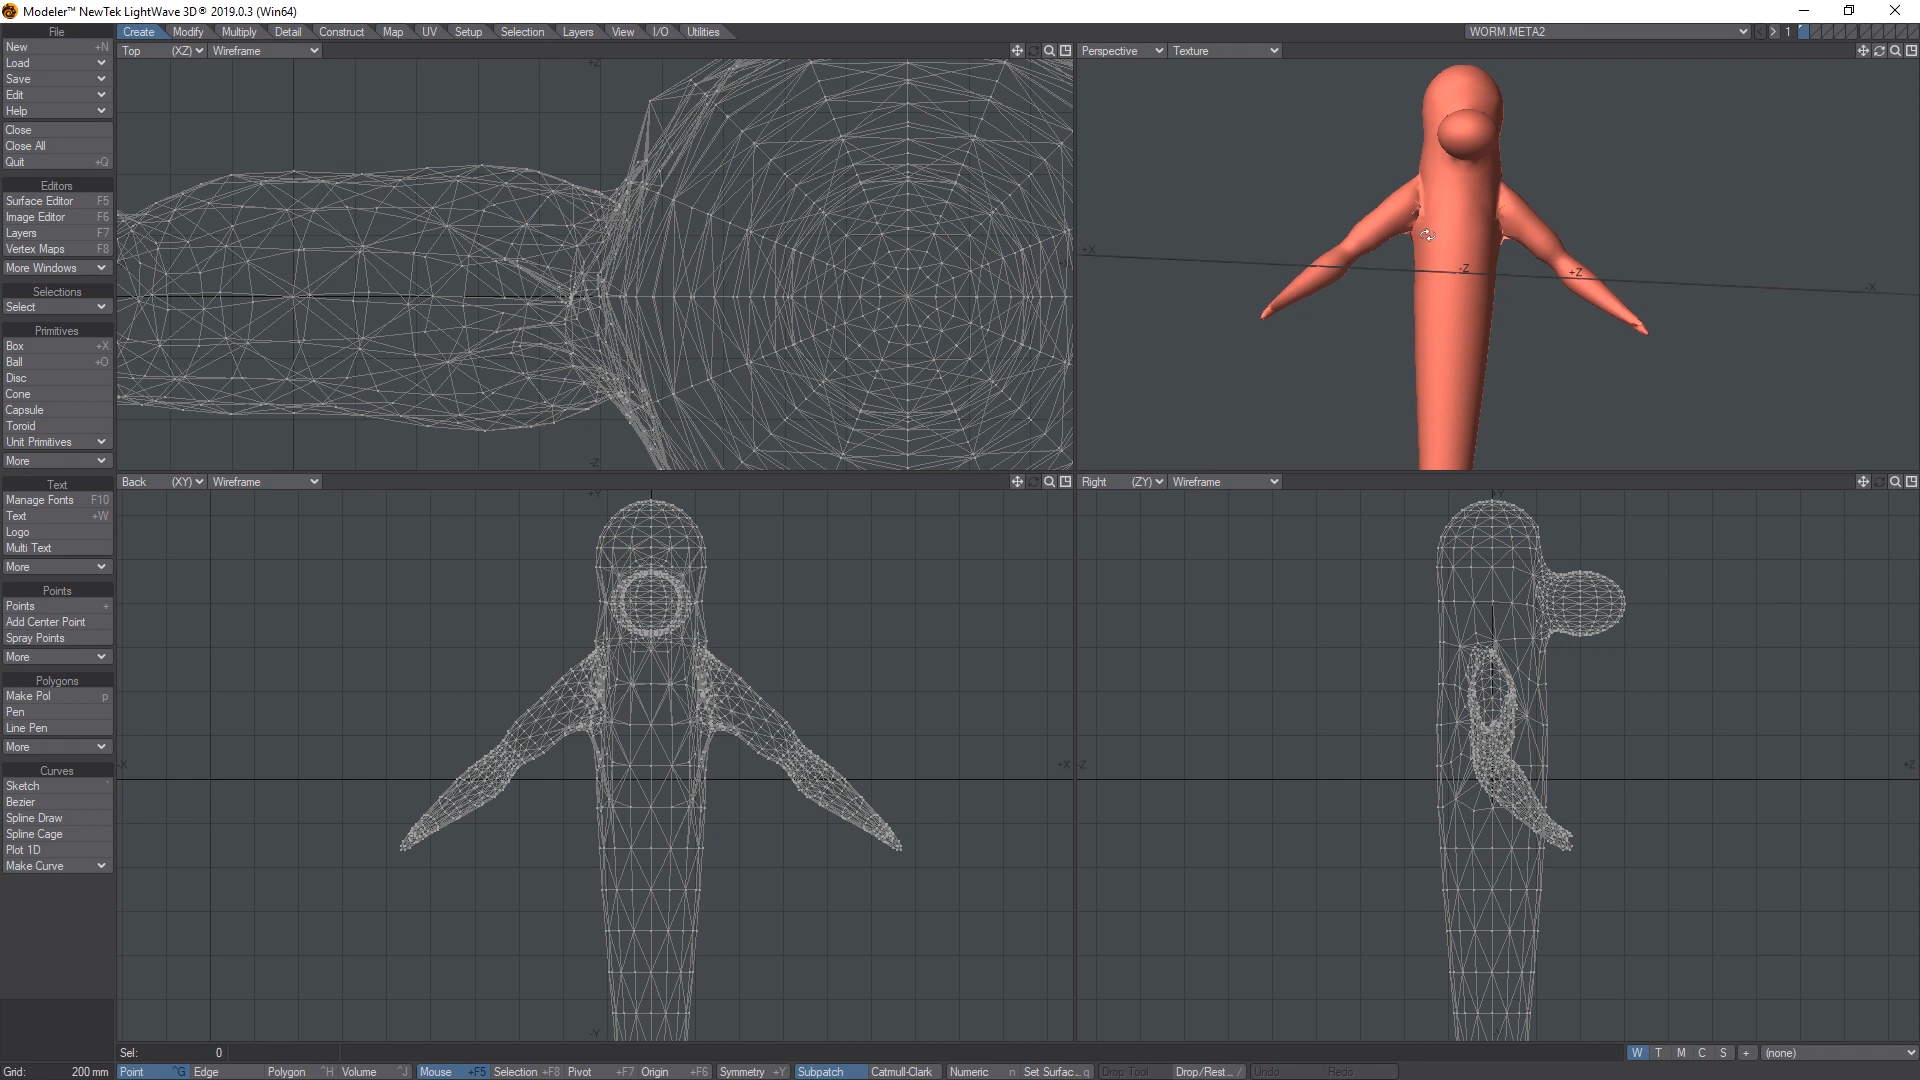 Modeler™ NewTek LightWave 3D® 2019.0.3 (Win64)
File Create Modify Multiply Detail Construct Map UV Setup Selection Layers View I/O Utilities WORM.META2 < > 1
New +N
Load
Save
Edit
Help
Close
Close All
Quit +Q
Editors
Surface Editor F5
Image Editor F6
Layers F7
Vertex Maps F8
More Windows
Selections
Select
Primitives
Box +X
Ball +O
Disc
Cone
Capsule
Toroid
Unit Primitives
More
Text
Manage Fonts F10
Text +W
Logo
Multi Text
More
Points
Points +
Add Center Point
Spray Points
More
Polygons
Make Pol p
Pen
Line Pen
More
Curves
Sketch `
Bezier
Spline Draw
Spline Cage
Plot 1D
Make Curve
Top (XZ) Wireframe
+Z
-Z
Perspective Texture
+X
-Z
+Z
-X
Back (XY) Wireframe
+Y
-X
+X
-Y
Right (ZY) Wireframe
-Z
+Z
Sel: 0
W T M C S + (none)
Grid: 200 mm Point ^G Edge Polygon ^H Volume ^J Mouse +F5 Selection +F8 Pivot +F7 Origin +F6 Symmetry +Y Subpatch Catmull-Clark Numeric n Set Surfac... q Drop Tool Drop/Rest... / Undo Redo